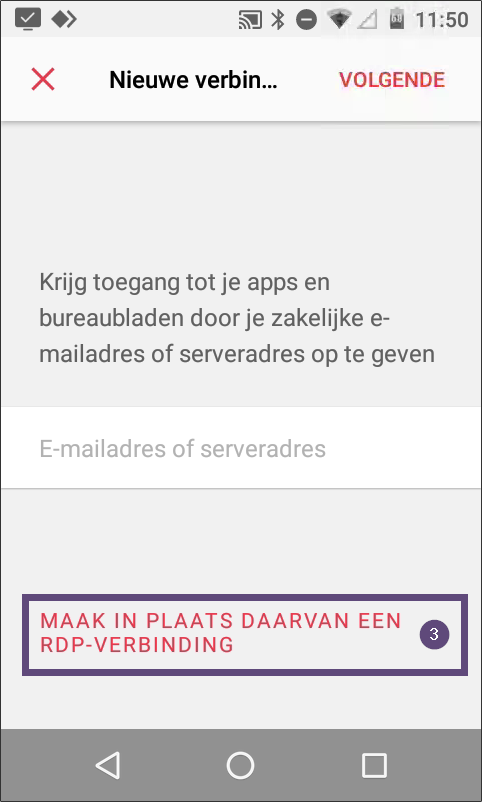 68 11:50
Nieuwe verbin... VOLGENDE
Krijg toegang tot je apps en
bureaubladen door je zakelijke e-
mailadres of serveradres op te geven
E-mailadres of serveradres
MAAK IN PLAATS DAARVAN EEN
RDP-VERBINDING
3